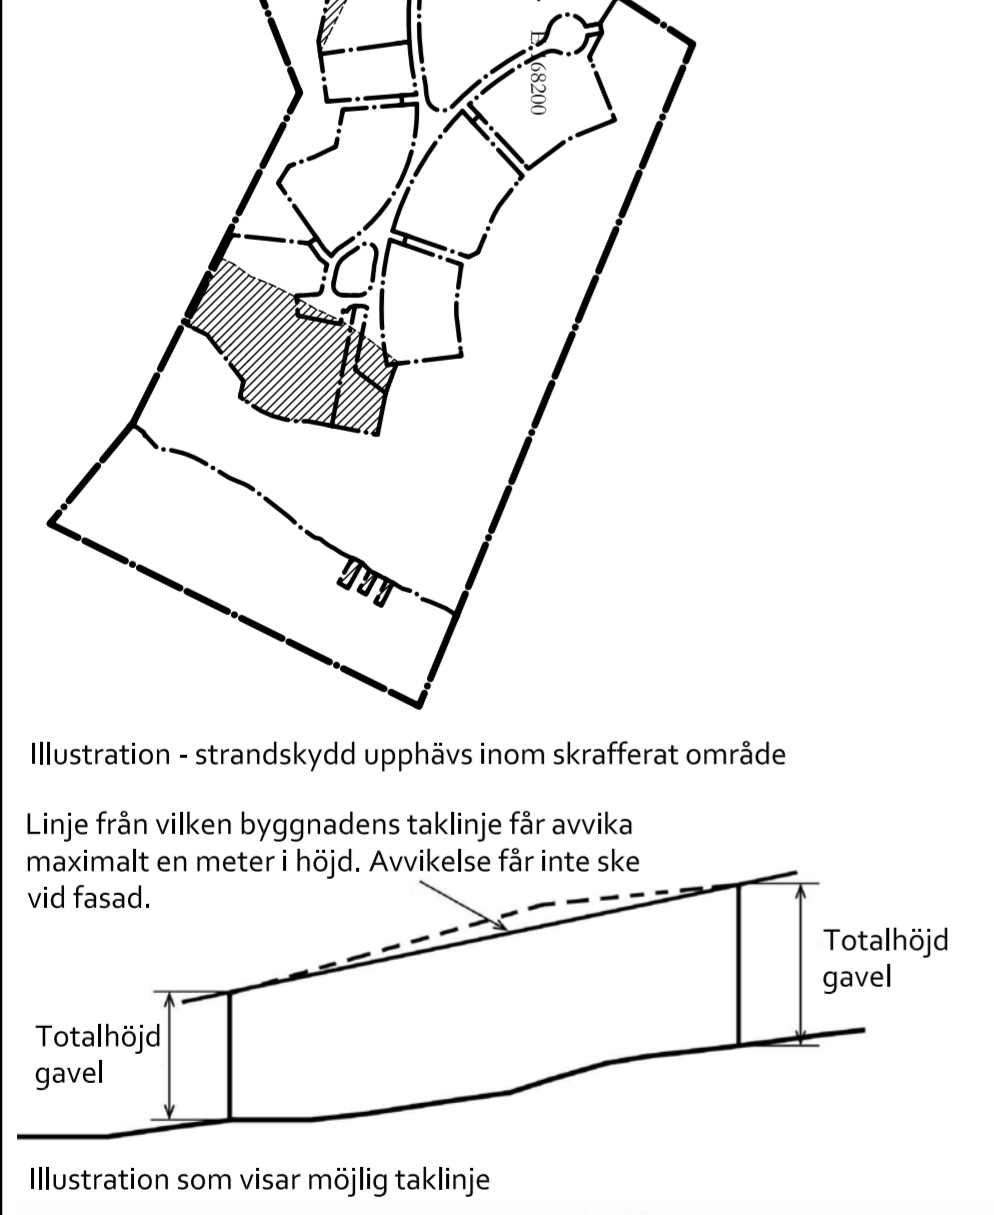 68200
Illustration - strandskydd upphävs inom skrafferat område
Linje från vilken byggnadens taklinje får avvika
maximalt en meter i höjd. Avvikelse får inte ske
vid fasad.
Totalhöjd
gavel
Totalhöjd
gavel
Illustration som visar möjlig taklinje